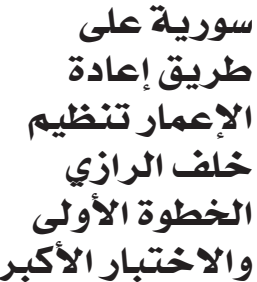 سورية على
طريق إعادة
الإعمار تنظيم
خلف الرازي
الخطوة الأولى
والاختبار الأكبر